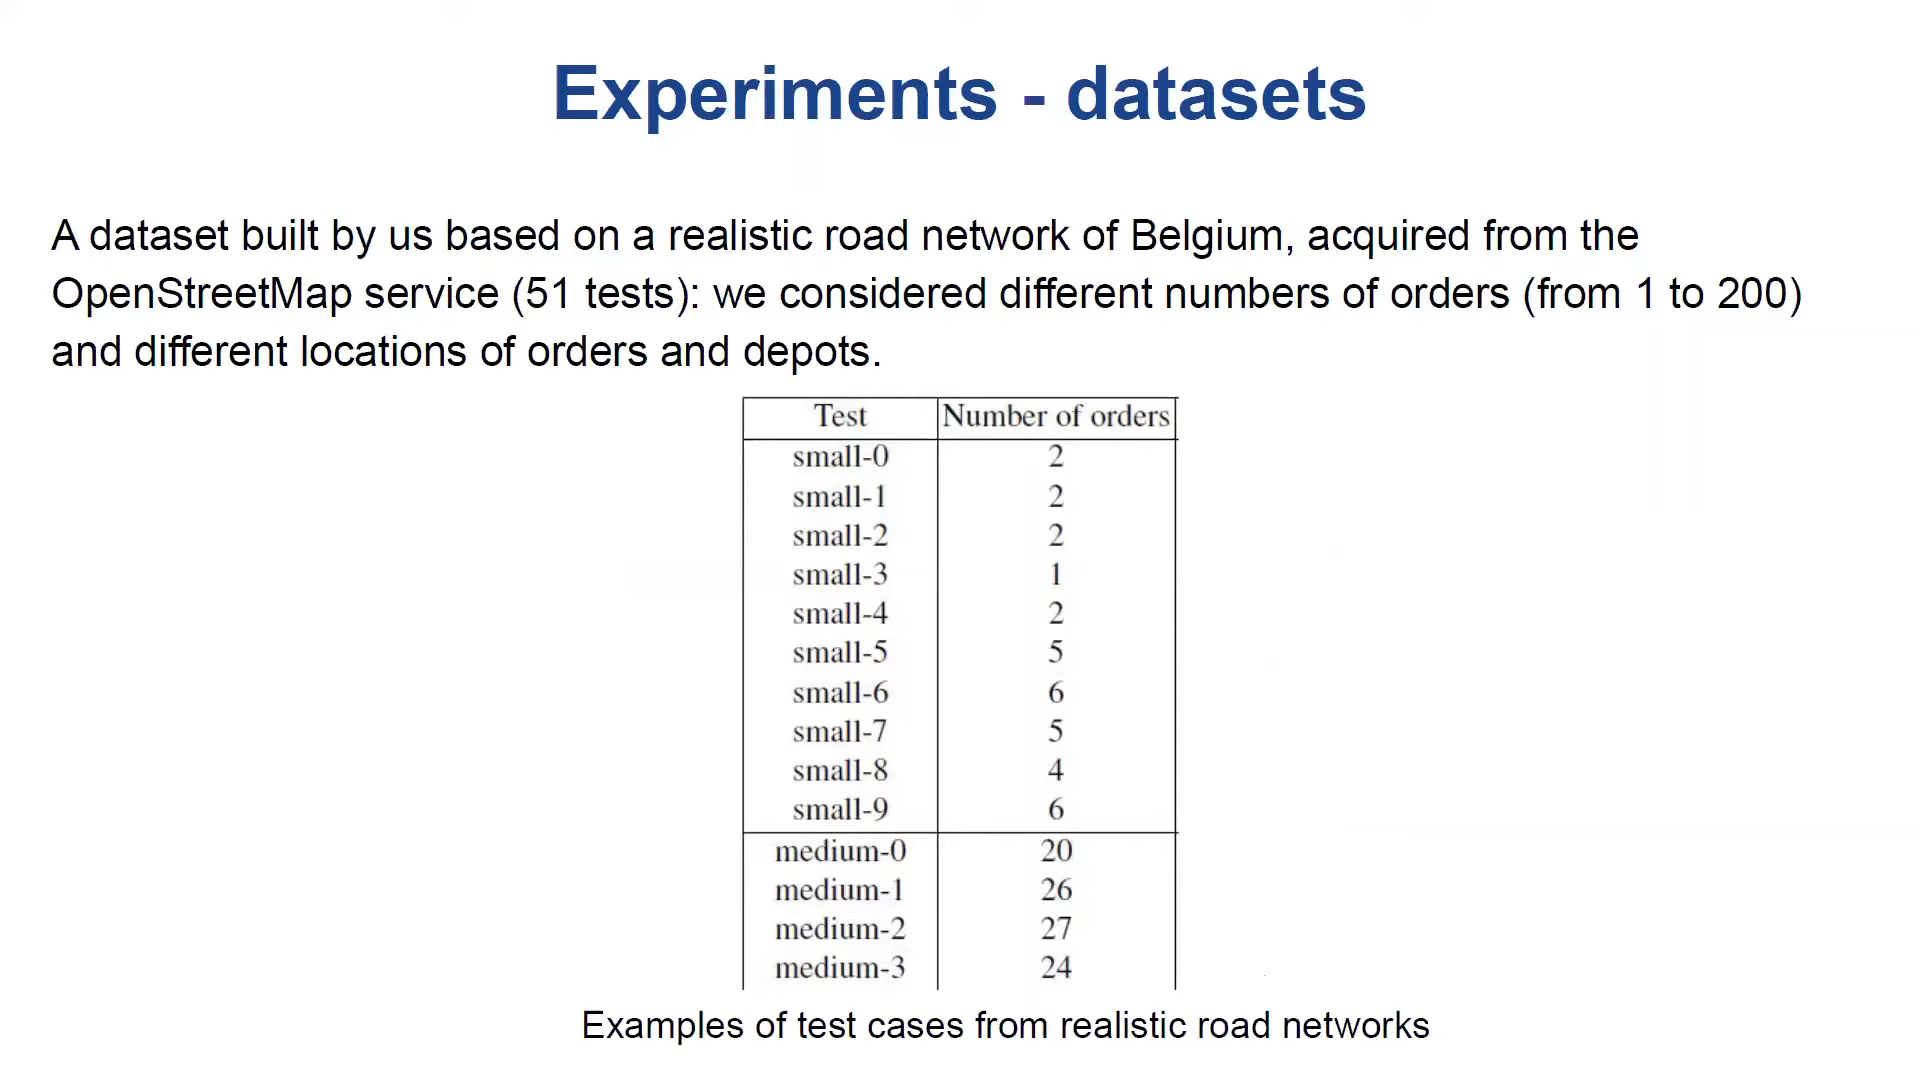 Experiments - datasets
A dataset built by us based on a realistic road network of Belgium, acquired from the
OpenStreetMap service (51 tests): we considered different numbers of orders (from 1 to 200)
and different locations of orders and depots.
Test Number of orders
small-0 2
small-1 2
small-2 2
small-3 1
small-4 2
small-5 5
small-6 6
small-7 5
small-8 4
small-9 6
medium-0 20
medium-1 26
medium-2 27
medium-3 24
Examples of test cases from realistic road networks